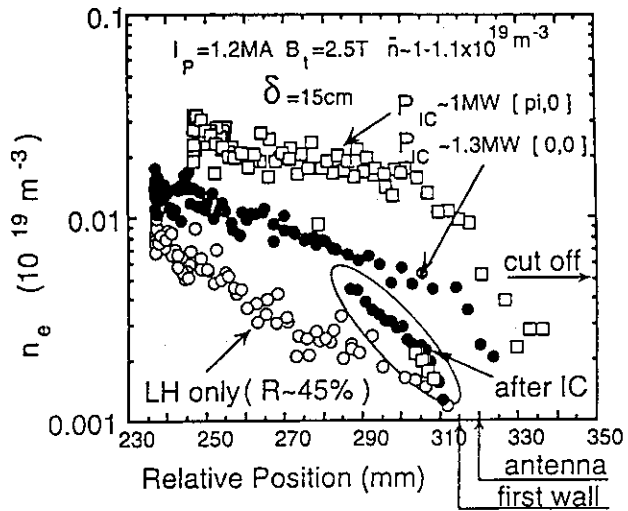 0.1
I_P=1.2MA B_t=2.5T n̄~1-1.1x10^19 m^-3
δ=15cm
P_IC~1MW [pi,0]
P_IC~1.3MW [0,0]
n_e (10^19 m^-3)
0.01
cut off
LH only(R~45%)
after IC
0.001
230 250 270 290 310 330 350
Relative Position (mm)
antenna
first wall